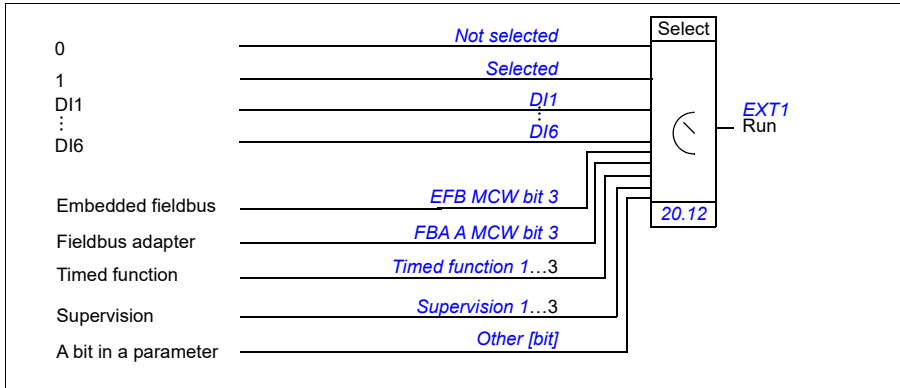 Select
0 Not selected
1 Selected
DI1 DI1
⋮ ⋮
DI6 DI6
EXT1
Run
Embedded fieldbus EFB MCW bit 3
20.12
Fieldbus adapter FBA A MCW bit 3
Timed function Timed function 1…3
Supervision Supervision 1…3
A bit in a parameter Other [bit]